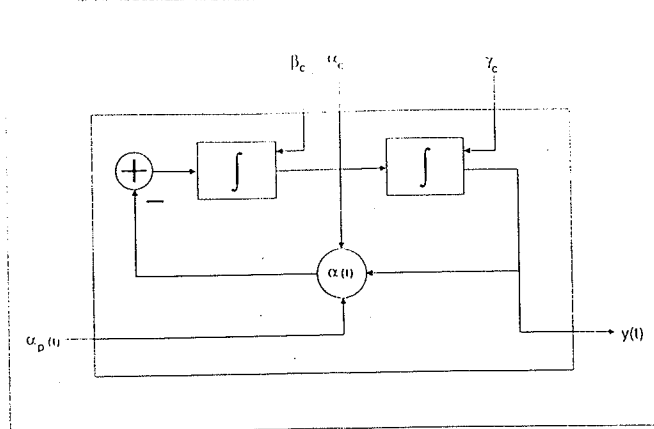 β_c α_c γ_c
+ ∫ ∫
−
α(t)
α_p(t) y(t)